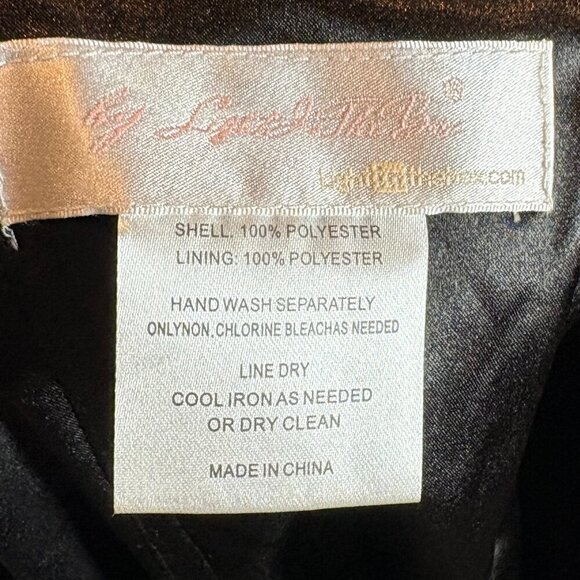 By
SHELL. 100% POLYESTER
LINING: 100% POLYESTER
HAND WASH SEPARATELY
ONLYNON, CHLORINE BLEACHAS NEEDED
LINE DRY
COOL IRON AS NEEDED
OR DRY CLEAN
MADE IN CHINA